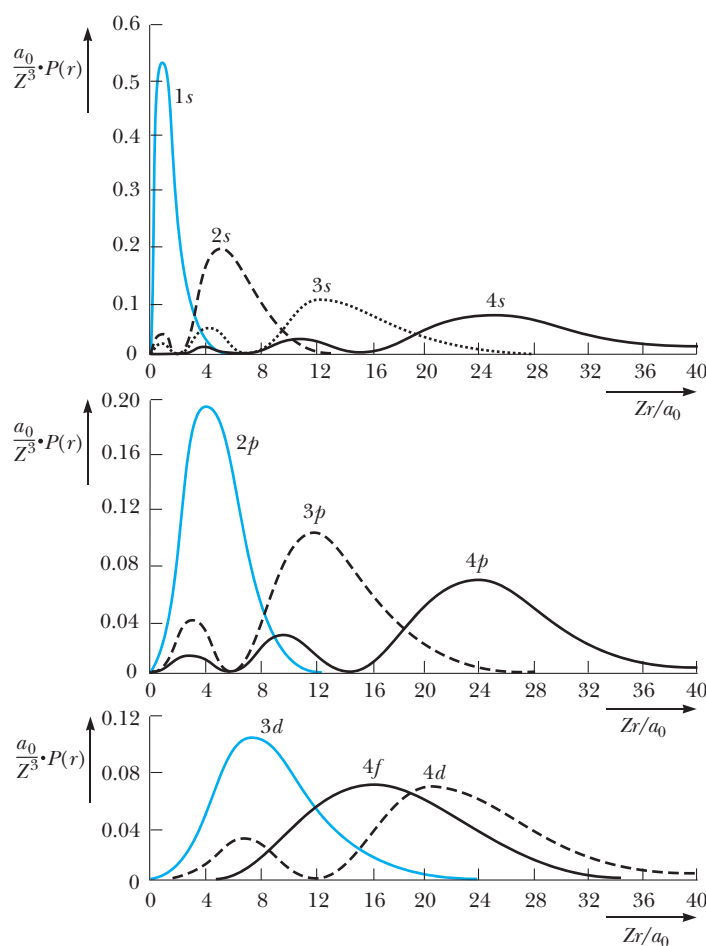 0.6
a₀/Z³•P(r)
0.5
1s
0.4
0.3
0.2
2s
3s
4s
0.1
0
0 4 8 12 16 20 24 28 32 36 40
Zr/a₀
0.20
a₀/Z³•P(r)
0.16
2p
0.12
3p
0.08
4p
0.04
0
0 4 8 12 16 20 24 28 32 36 40
Zr/a₀
0.12
a₀/Z³•P(r)
3d
0.08
4f 4d
0.04
0
0 4 8 12 16 20 24 28 32 36 40
Zr/a₀